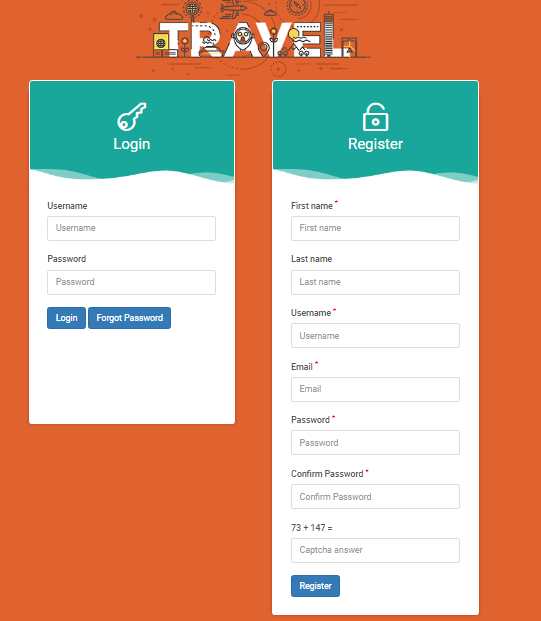 TRAVEL
Login
Username
Username
Password
Password
Login Forgot Password
Register
First name *
First name
Last name
Last name
Username *
Username
Email *
Email
Password *
Password
Confirm Password *
Confirm Password
73 + 147 =
Captcha answer
Register